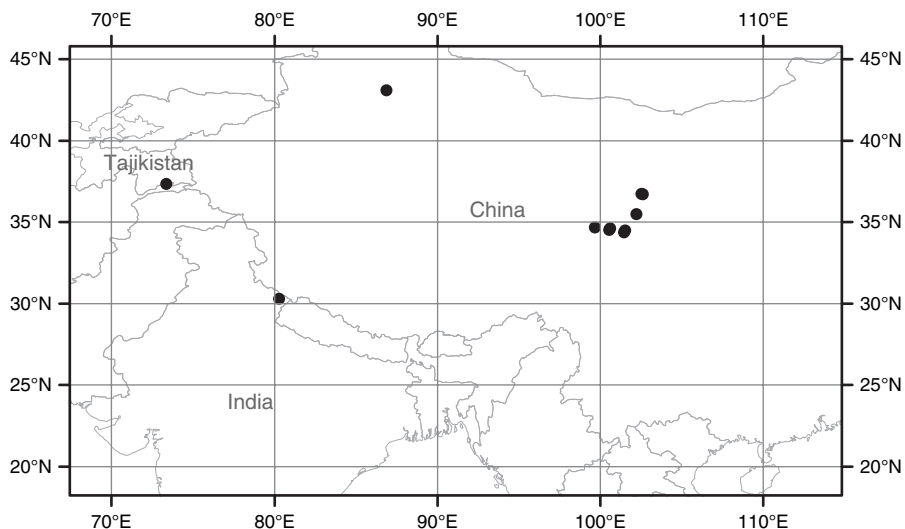 70°E 80°E 90°E 100°E 110°E
45°N 45°N
40°N 40°N
Tajikistan
China
35°N 35°N
30°N 30°N
25°N 25°N
India
20°N 20°N
70°E 80°E 90°E 100°E 110°E